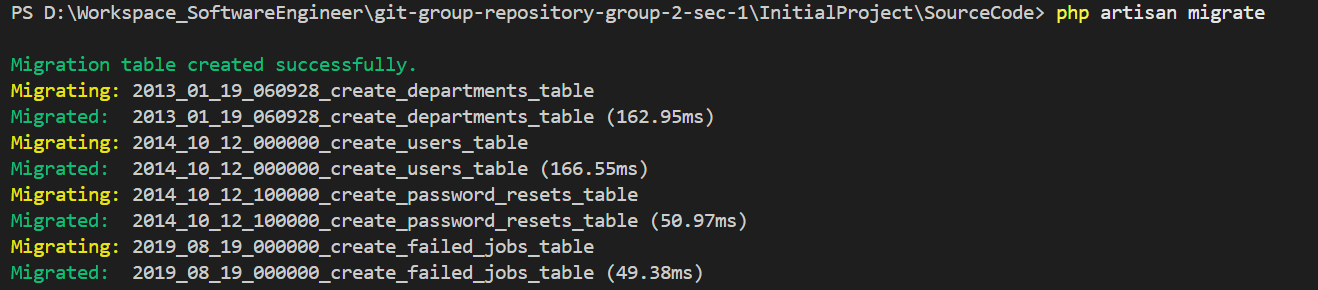 PS D:\Workspace_SoftwareEngineer\git-group-repository-group-2-sec-1\InitialProject\SourceCode> php artisan migrate
Migration table created successfully.
Migrating: 2013_01_19_060928_create_departments_table
Migrated:  2013_01_19_060928_create_departments_table (162.95ms)
Migrating: 2014_10_12_000000_create_users_table
Migrated:  2014_10_12_000000_create_users_table (166.55ms)
Migrating: 2014_10_12_100000_create_password_resets_table
Migrated:  2014_10_12_100000_create_password_resets_table (50.97ms)
Migrating: 2019_08_19_000000_create_failed_jobs_table
Migrated:  2019_08_19_000000_create_failed_jobs_table (49.38ms)